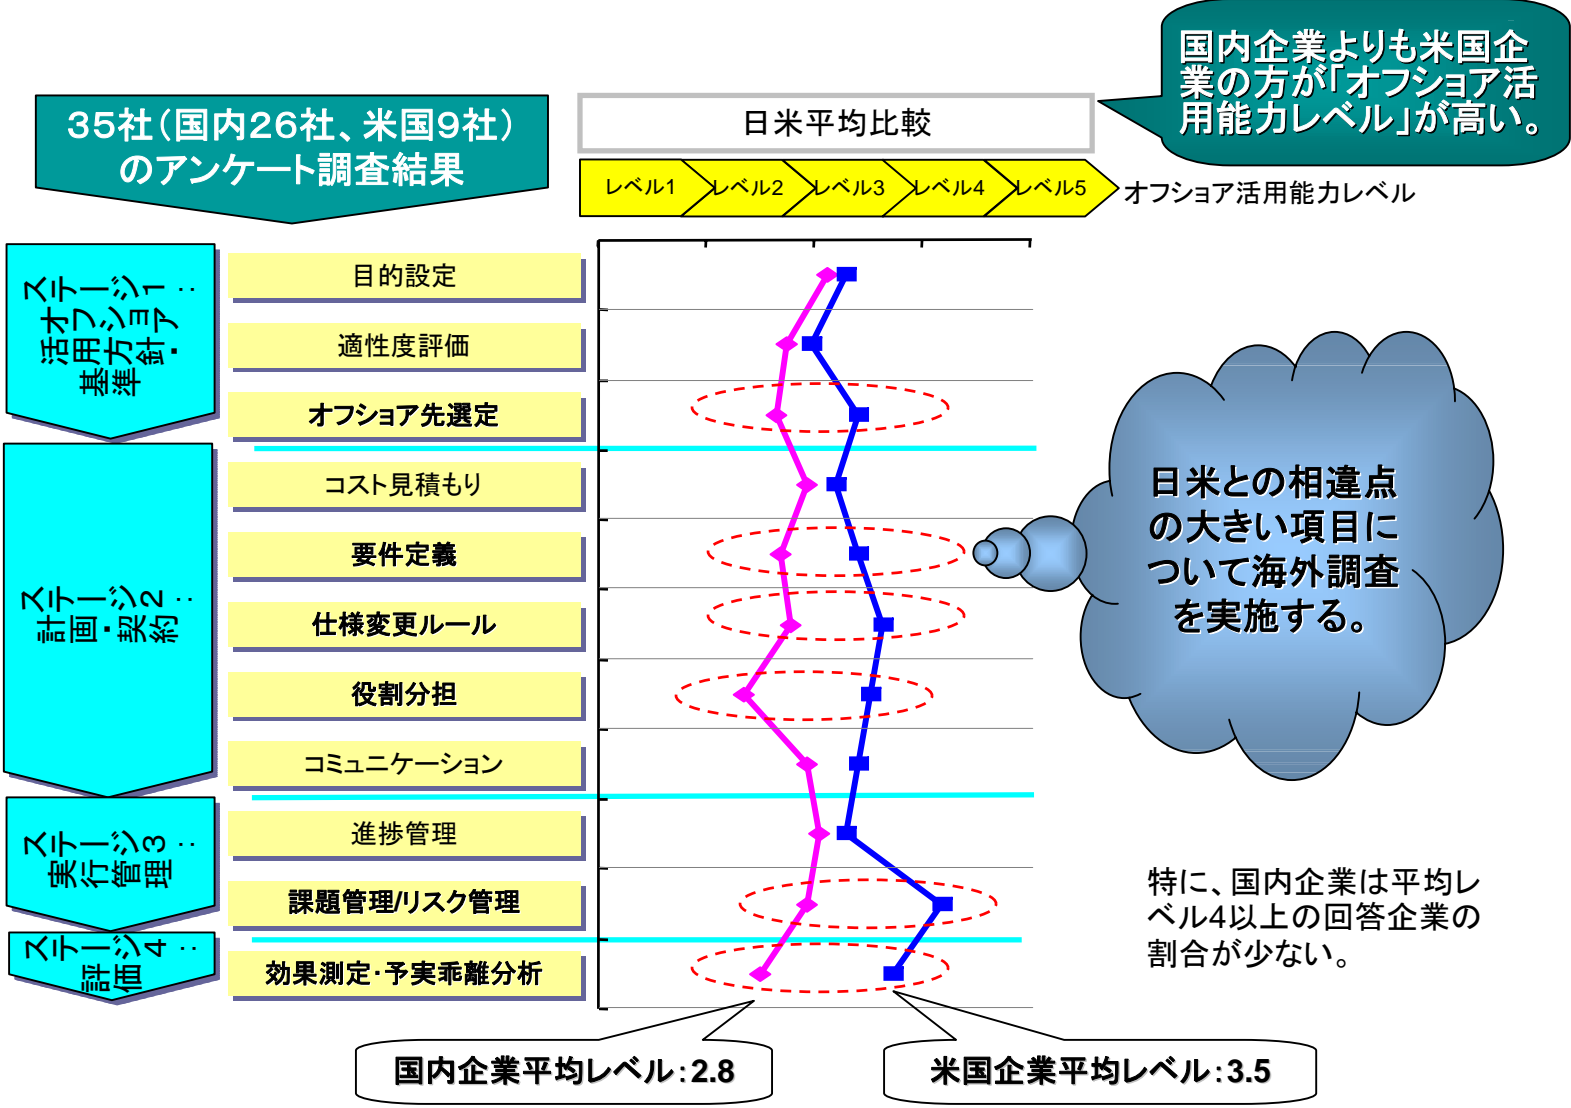 国内企業よりも米国企
業の方が「オフショア活
用能力レベル」が高い。
35社（国内26社、米国9社）
のアンケート調査結果
日米平均比較
レベル1
レベル2
レベル3
レベル4
レベル5
オフショア活用能力レベル
ステージ1：
オフショア
活用方針・
基準
目的設定
適性度評価
オフショア先選定
ステージ2：
計画・契約
コスト見積もり
要件定義
仕様変更ルール
役割分担
コミュニケーション
ステージ3：
実行管理
進捗管理
課題管理/リスク管理
ステージ4：
評価
効果測定・予実乖離分析
日米との相違点
の大きい項目に
ついて海外調査
を実施する。
特に、国内企業は平均レ
ベル4以上の回答企業の
割合が少ない。
国内企業平均レベル：2.8
米国企業平均レベル：3.5